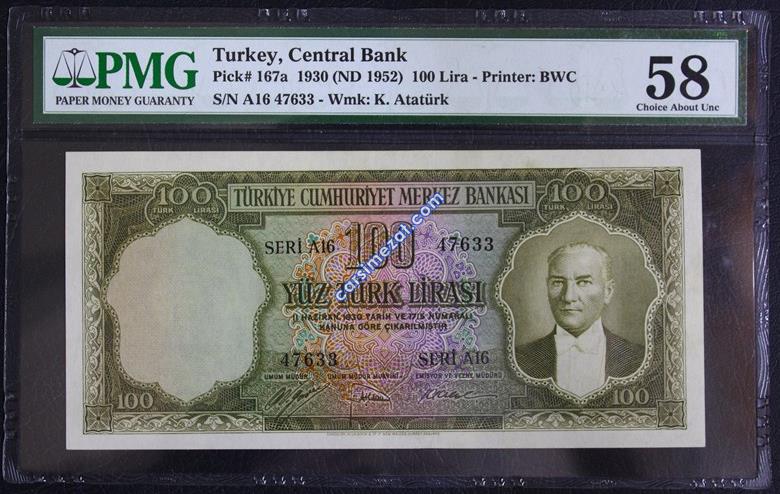 PMG
PAPER MONEY GUARANTY
Turkey, Central Bank
Pick# 167a 1930 (ND 1952) 100 Lira - Printer: BWC
S/N A16 47633 - Wmk: K. Atatürk
58
Choice About Unc
100 TÜRKİYE CUMHURİYET MERKEZ BANKASI 100
TÜRK LİRASI TÜRK LİRASI
SERİ A16 100 47633
carsimezat.com
YÜZ TÜRK LİRASI
11 HAZİRAN 1930 TARİH VE 1715 NUMARALI
KANUNA GÖRE ÇIKARILMIŞTIR
47633 SERİ A16
UMUM MÜDÜR UMUM MÜDÜR MUAVİNİ EMİSYON VE VEZNE MÜDÜRÜ
100 100